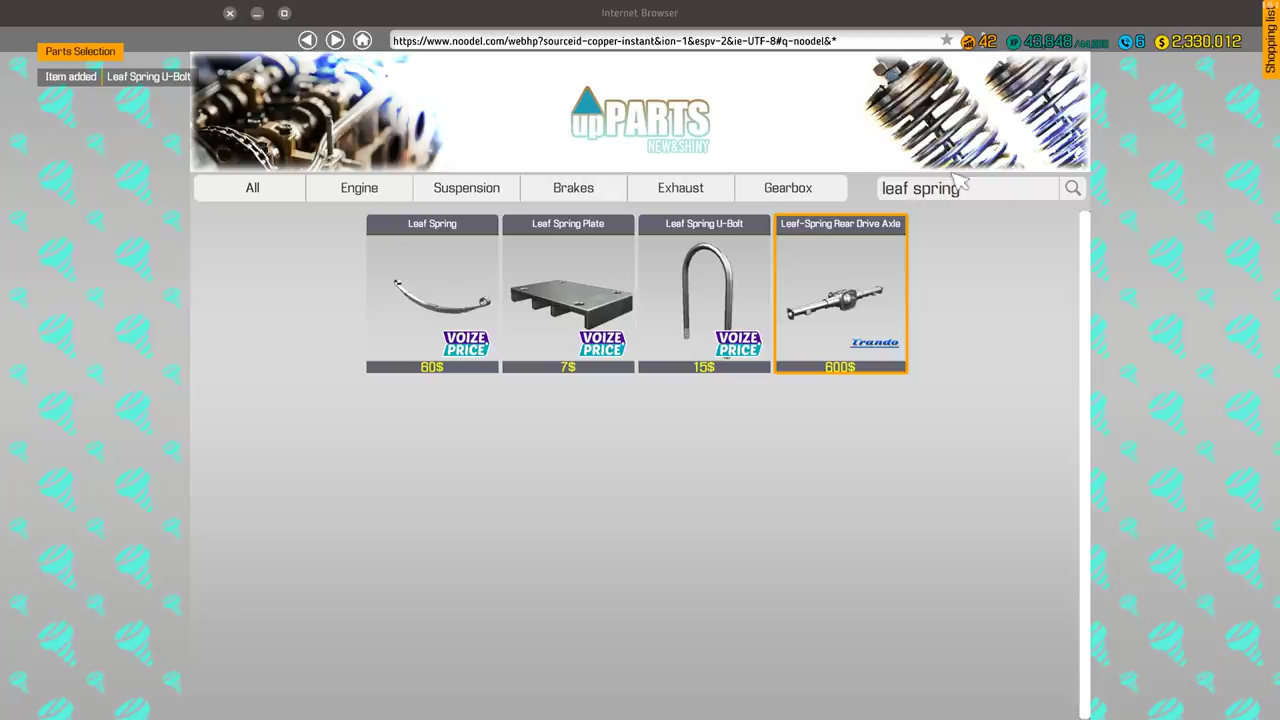 Internet Browser
https://www.noodel.com/webhp?sourceid-copper-instant&ion-1&espv-2&ie-UTF-8#q-noodel&*
42
6
2,330,012
Shopping list
Parts Selection
Item added
Leaf Spring U-Bolt
upPARTS
NEW&SHINY
All
Engine
Suspension
Brakes
Exhaust
Gearbox
leaf spring
Leaf Spring
Leaf Spring Plate
Leaf Spring U-Bolt
Leaf-Spring Rear Drive Axle
VOIZE PRICE
VOIZE PRICE
VOIZE PRICE
Trando
60$
7$
15$
600$